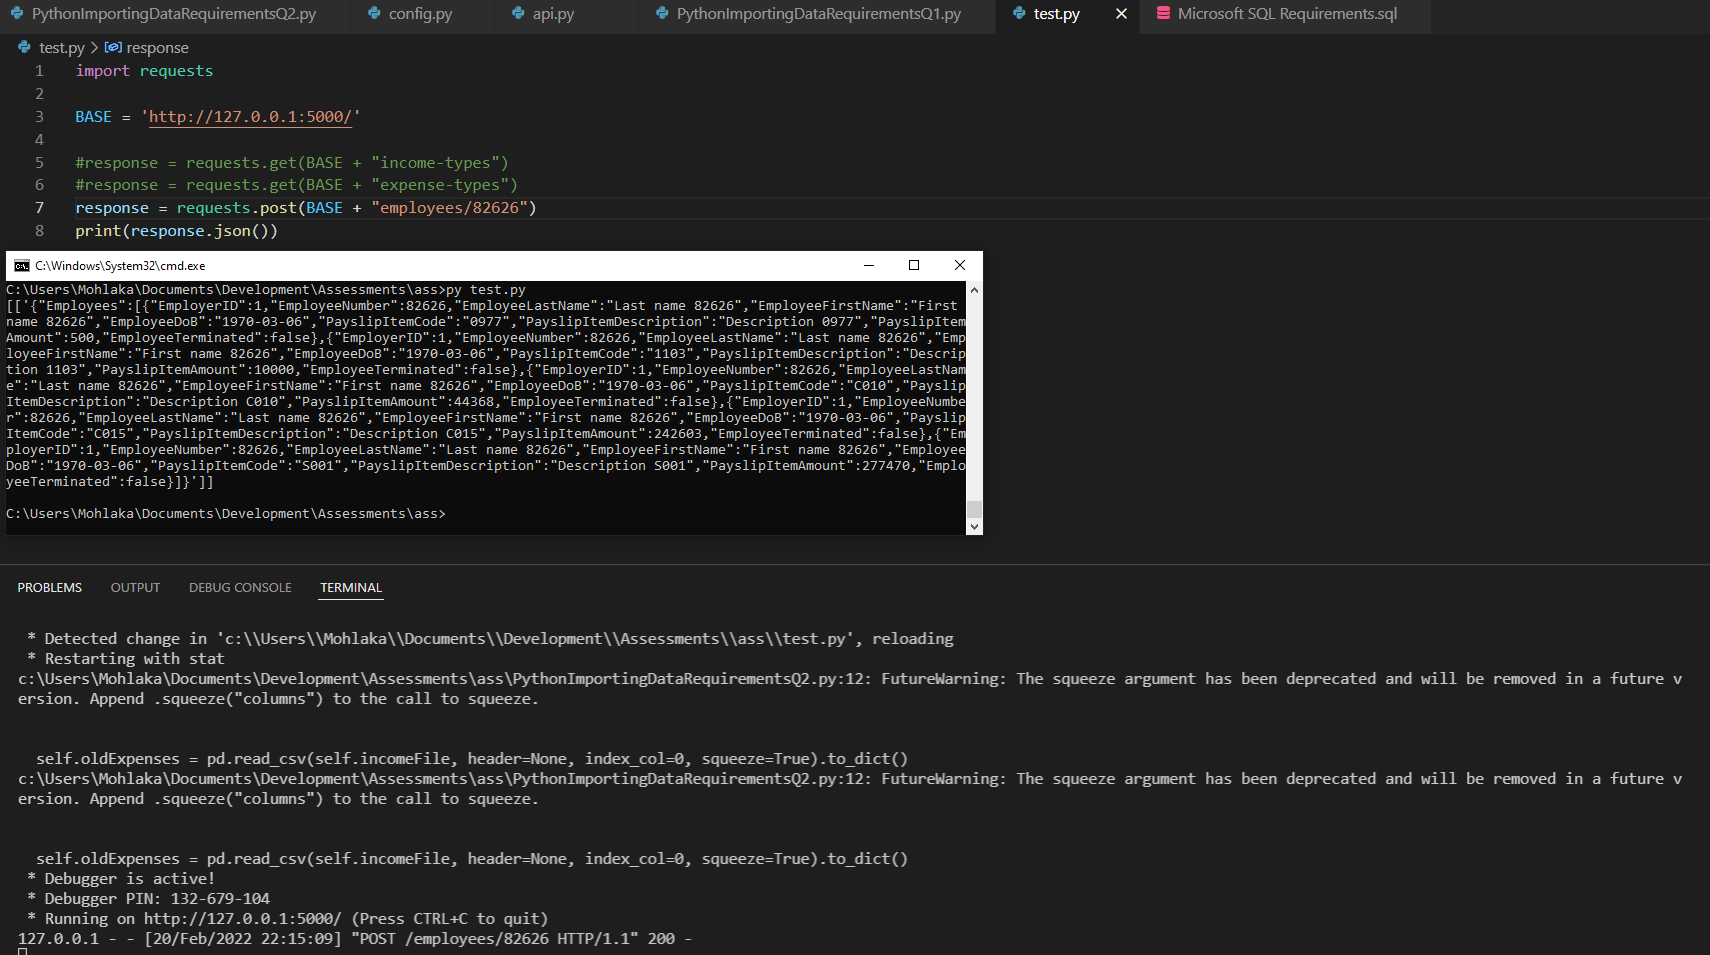 PythonImportingDataRequirementsQ2.py config.py api.py PythonImportingDataRequirementsQ1.py test.py Microsoft SQL Requirements.sql
test.py > response
1 import requests
2
3 BASE = 'http://127.0.0.1:5000/'
4
5 #response = requests.get(BASE + "income-types")
6 #response = requests.get(BASE + "expense-types")
7 response = requests.post(BASE + "employees/82626")
8 print(response.json())
C:\Windows\System32\cmd.exe
C:\Users\Mohlaka\Documents\Development\Assessments\ass>py test.py
[['{"Employees":[{"EmployerID":1,"EmployeeNumber":82626,"EmployeeLastName":"Last name 82626","EmployeeFirstName":"First
name 82626","EmployeeDoB":"1970-03-06","PayslipItemCode":"0977","PayslipItemDescription":"Description 0977","PayslipItem
Amount":500,"EmployeeTerminated":false},{"EmployerID":1,"EmployeeNumber":82626,"EmployeeLastName":"Last name 82626","Emp
loyeeFirstName":"First name 82626","EmployeeDoB":"1970-03-06","PayslipItemCode":"1103","PayslipItemDescription":"Descrip
tion 1103","PayslipItemAmount":10000,"EmployeeTerminated":false},{"EmployerID":1,"EmployeeNumber":82626,"EmployeeLastNam
e":"Last name 82626","EmployeeFirstName":"First name 82626","EmployeeDoB":"1970-03-06","PayslipItemCode":"C010","Payslip
ItemDescription":"Description C010","PayslipItemAmount":44368,"EmployeeTerminated":false},{"EmployerID":1,"EmployeeNumbe
r":82626,"EmployeeLastName":"Last name 82626","EmployeeFirstName":"First name 82626","EmployeeDoB":"1970-03-06","Payslip
ItemCode":"C015","PayslipItemDescription":"Description C015","PayslipItemAmount":242603,"EmployeeTerminated":false},{"Em
ployerID":1,"EmployeeNumber":82626,"EmployeeLastName":"Last name 82626","EmployeeFirstName":"First name 82626","Employee
DoB":"1970-03-06","PayslipItemCode":"S001","PayslipItemDescription":"Description S001","PayslipItemAmount":277470,"Emplo
yeeTerminated":false}]}']]
C:\Users\Mohlaka\Documents\Development\Assessments\ass>
PROBLEMS OUTPUT DEBUG CONSOLE TERMINAL
* Detected change in 'c:\\Users\\Mohlaka\\Documents\\Development\\Assessments\\ass\\test.py', reloading
* Restarting with stat
c:\Users\Mohlaka\Documents\Development\Assessments\ass\PythonImportingDataRequirementsQ2.py:12: FutureWarning: The squeeze argument has been deprecated and will be removed in a future v
ersion. Append .squeeze("columns") to the call to squeeze.
self.oldExpenses = pd.read_csv(self.incomeFile, header=None, index_col=0, squeeze=True).to_dict()
c:\Users\Mohlaka\Documents\Development\Assessments\ass\PythonImportingDataRequirementsQ2.py:12: FutureWarning: The squeeze argument has been deprecated and will be removed in a future v
ersion. Append .squeeze("columns") to the call to squeeze.
self.oldExpenses = pd.read_csv(self.incomeFile, header=None, index_col=0, squeeze=True).to_dict()
* Debugger is active!
* Debugger PIN: 132-679-104
* Running on http://127.0.0.1:5000/ (Press CTRL+C to quit)
127.0.0.1 - - [20/Feb/2022 22:15:09] "POST /employees/82626 HTTP/1.1" 200 -